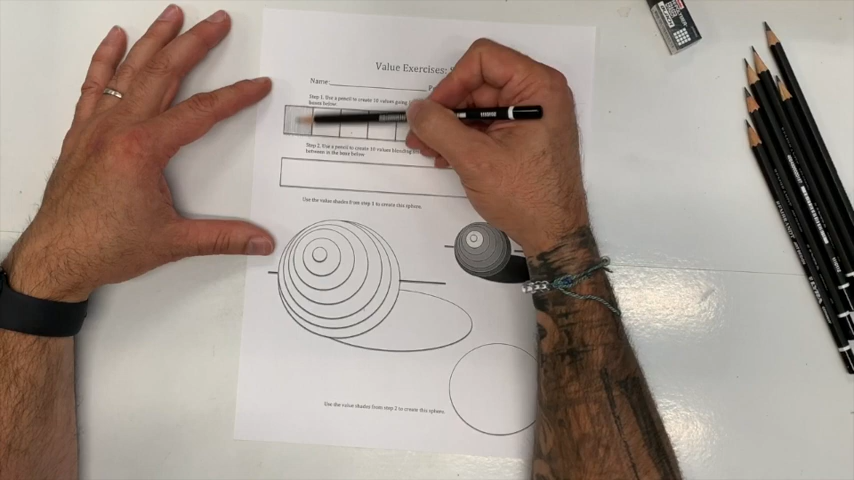 Value Exercises:
Name
Step 1. Use a pencil to create 10 values going
boxes below
Step 2. Use a pencil to create 10 values blending
between in the boxes below
Use the value shades from step 1 to create this sphere.
Use the value shades from step 2 to create this sphere.